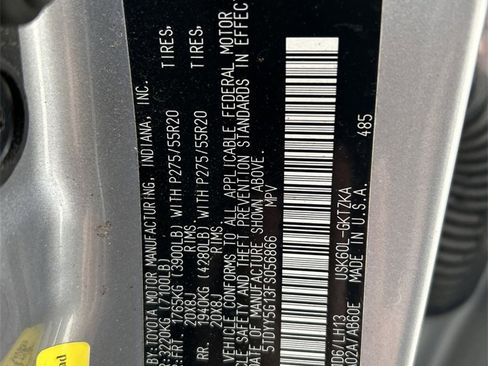 BY:TOYOTA MOTOR MANUFACTURING, INDIANA, INC.
3220KG (7100LB)
FRT. 1765KG (3900LB) WITH P275/55R20 TIRES,
20X8J RIMS.
RR. 1940KG (4280LB) WITH P275/55R20 TIRES,
20X8J RIMS.
VEHICLE CONFORMS TO ALL APPLICABLE FEDERAL MOTOR
VEHICLE SAFETY AND THEFT PREVENTION STANDARDS IN EFFEC
DATE OF MANUFACTURE SHOWN ABOVE.
5TDYY5G13FS056866 MPV
USK60L-GKTZKA 485
/LH13
02A/AB60E MADE IN U.S.A.